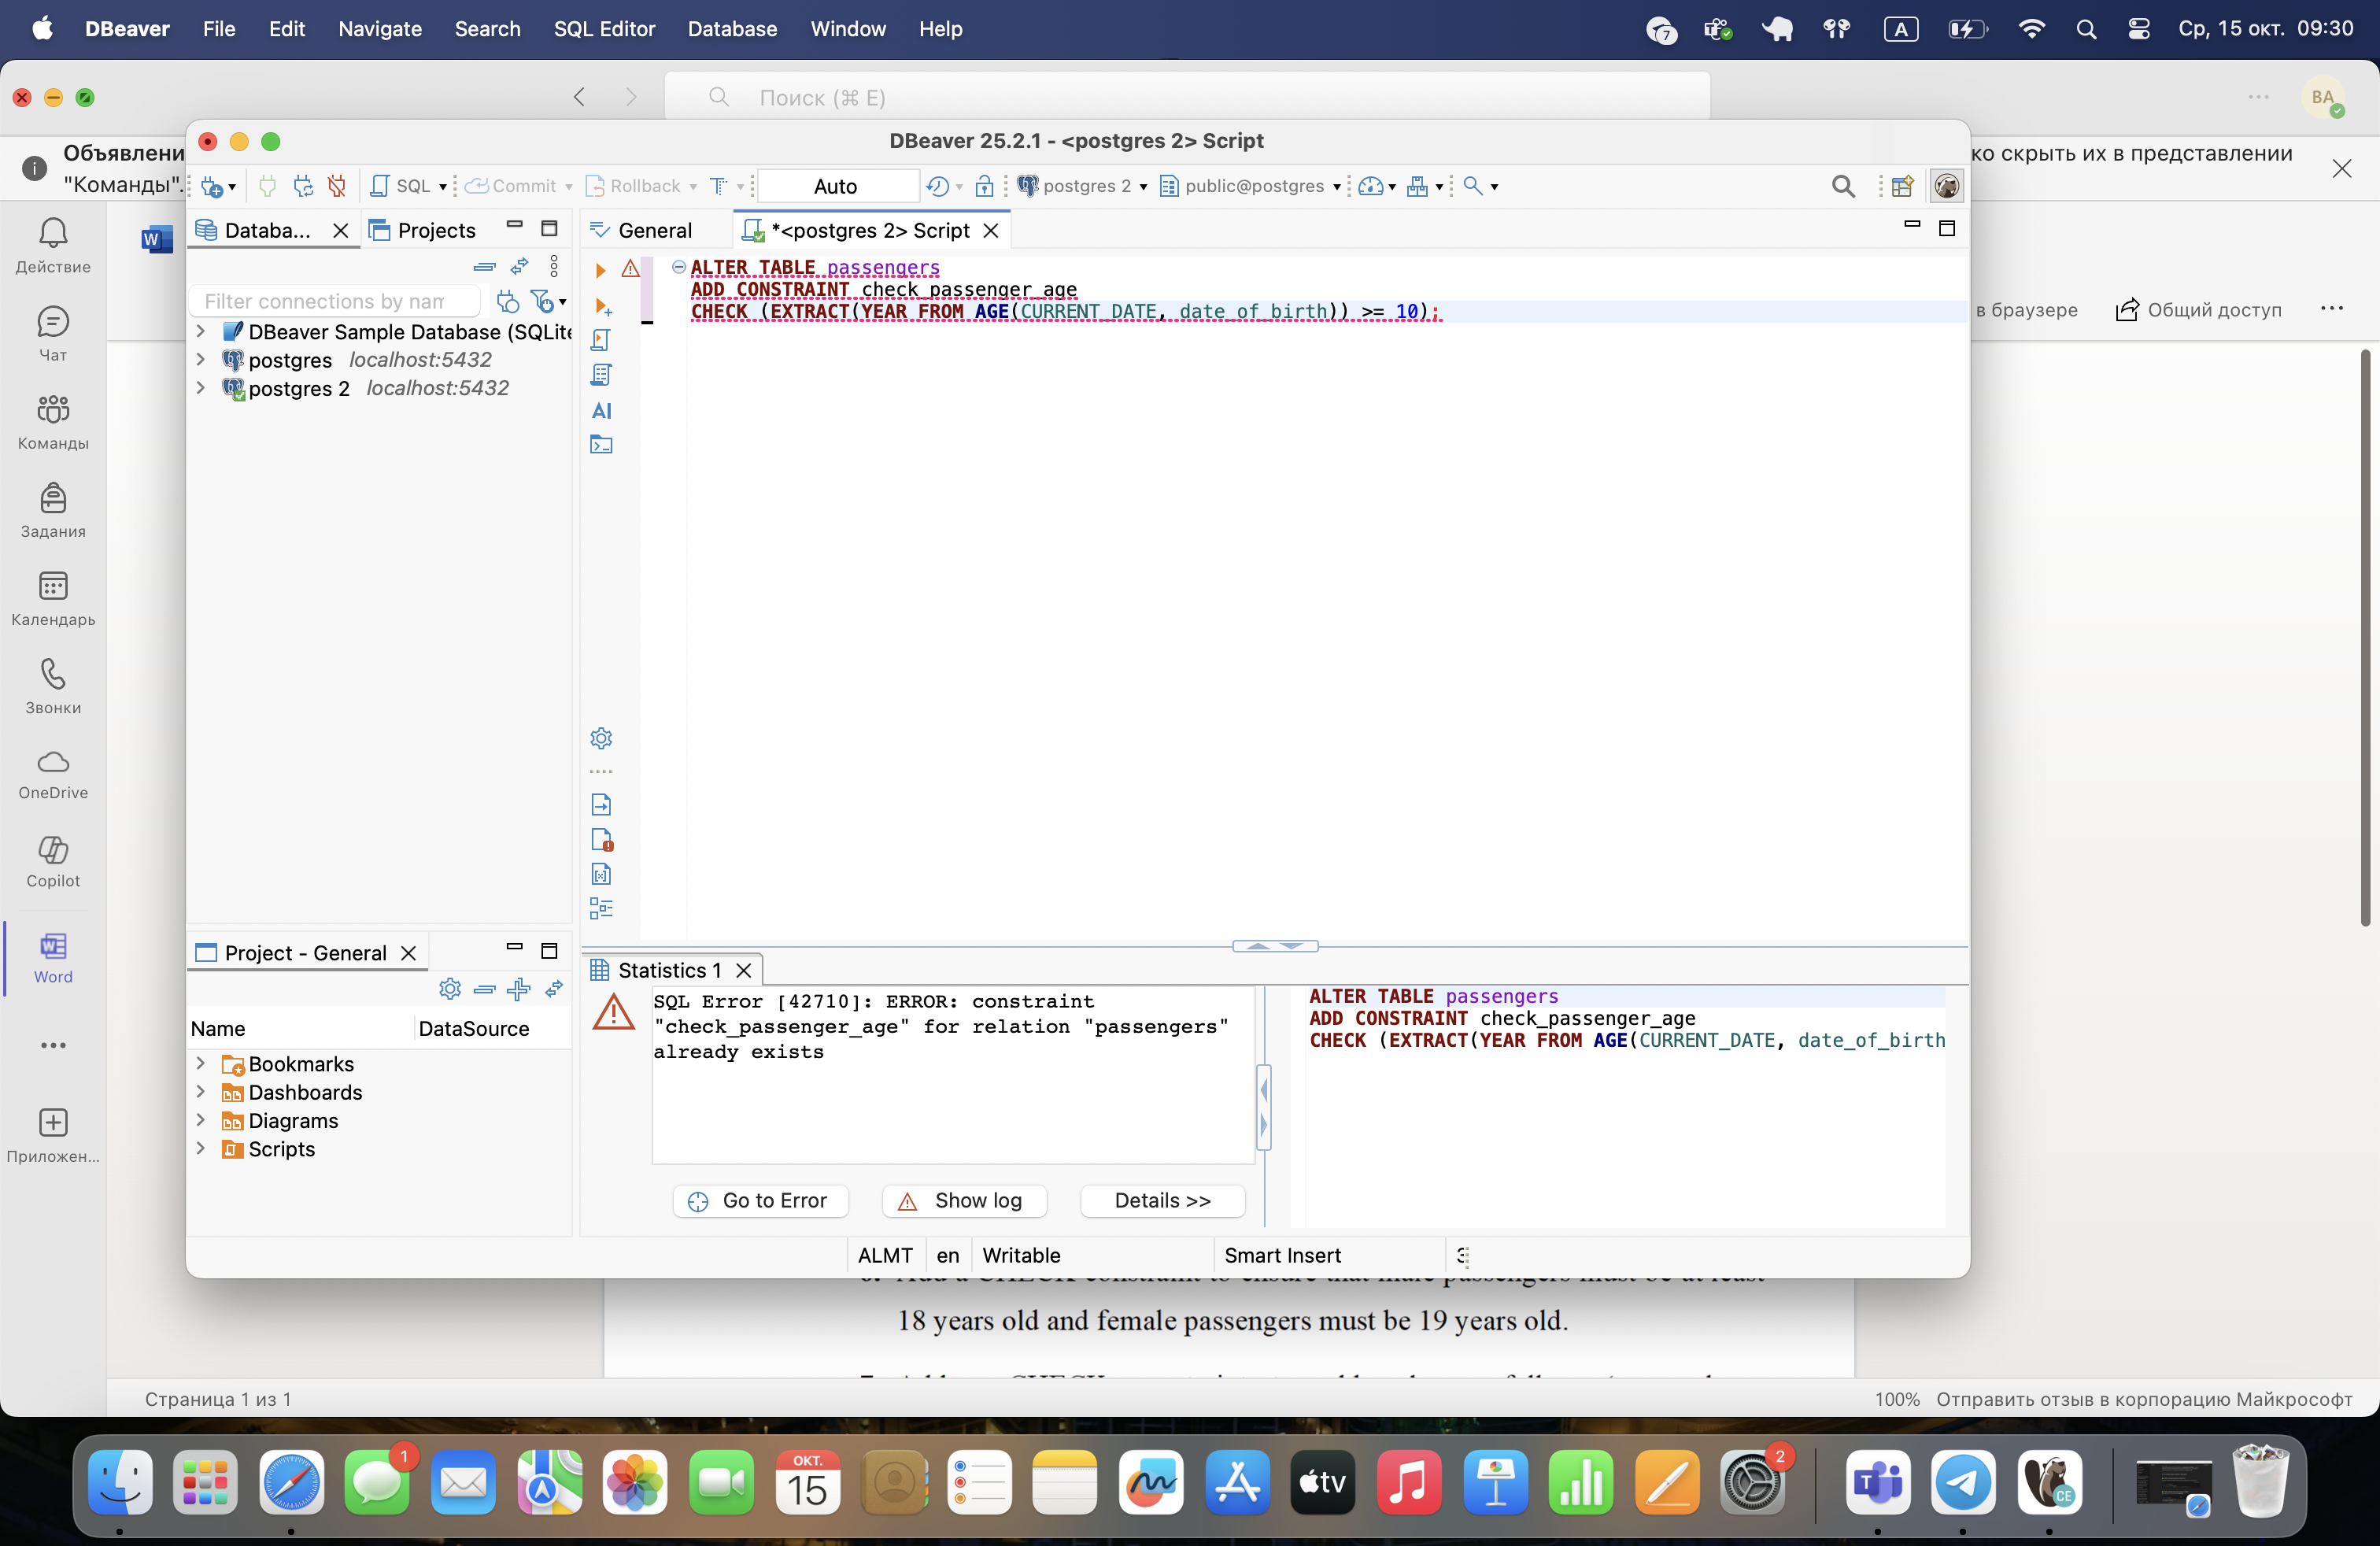 DBeaver File Edit Navigate Search SQL Editor Database Window Help
7
A
Ср, 15 окт. 09:30
Поиск (⌘ E)
ВА
Объявлени
"Команды".
ко скрыть их в представлении
DBeaver 25.2.1 - <postgres 2> Script
SQL Commit Rollback T Auto postgres 2 public@postgres
Databa... Projects
General *<postgres 2> Script
Filter connections by nam
DBeaver Sample Database (SQLite
postgres localhost:5432
postgres 2 localhost:5432
ALTER TABLE passengers
ADD CONSTRAINT check_passenger_age
CHECK (EXTRACT(YEAR FROM AGE(CURRENT_DATE, date_of_birth)) >= 10);
AI
в браузере
Общий доступ
W
Действие
Чат
Команды
Задания
Календарь
Звонки
OneDrive
Copilot
Word
Приложен...
Project - General
Name DataSource
Bookmarks
Dashboards
Diagrams
Scripts
Statistics 1
SQL Error [42710]: ERROR: constraint
"check_passenger_age" for relation "passengers"
already exists
Go to Error Show log Details >>
ALTER TABLE passengers
ADD CONSTRAINT check_passenger_age
CHECK (EXTRACT(YEAR FROM AGE(CURRENT_DATE, date_of_birth
ALMT en Writable Smart Insert
18 years old and female passengers must be 19 years old.
Страница 1 из 1
100% Отправить отзыв в корпорацию Майкрософт
1
ОКТ.
15
tv
2
T
CE